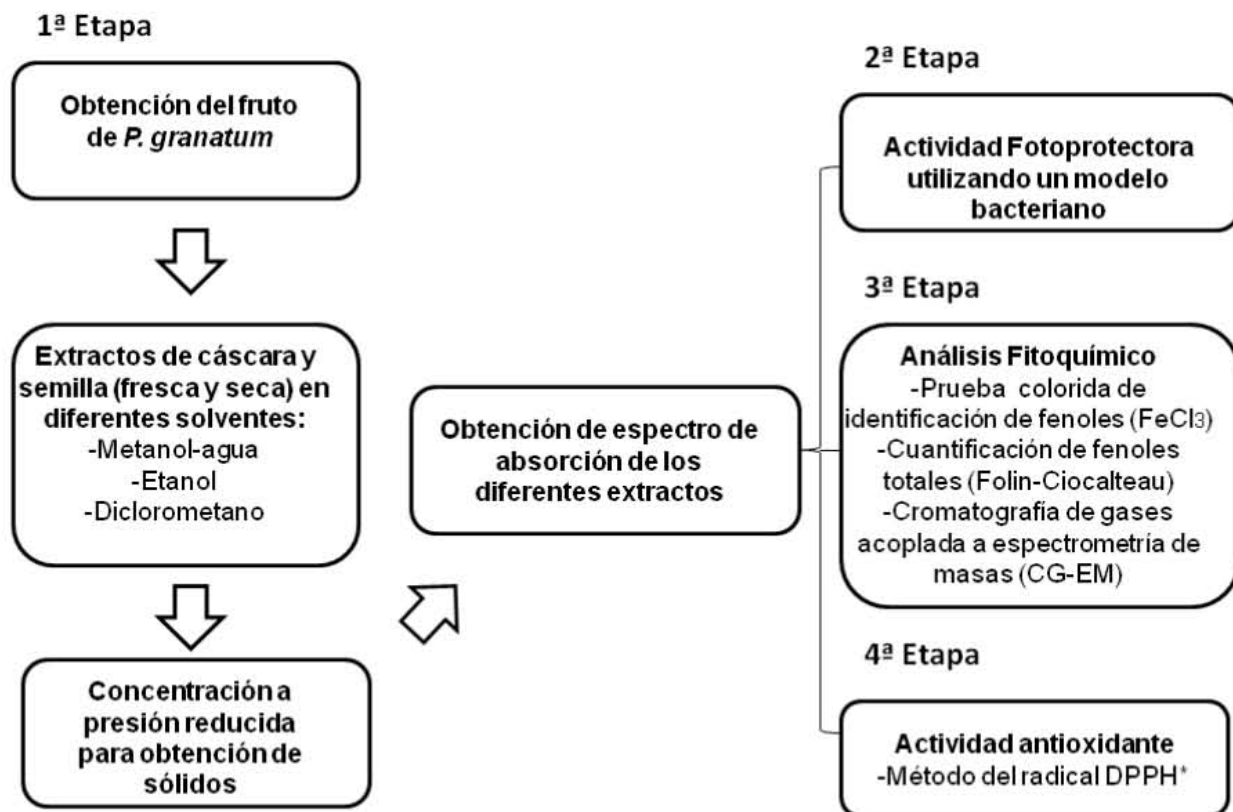 1ª Etapa
Obtención del fruto
de P. granatum
Extractos de cáscara y
semilla (fresca y seca) en
diferentes solventes:
-Metanol-agua
-Etanol
-Diclorometano
Concentración a
presión reducida
para obtención de
sólidos
Obtención de espectro de
absorción de los
diferentes extractos
2ª Etapa
Actividad Fotoprotectora
utilizando un modelo
bacteriano
3ª Etapa
Análisis Fitoquímico
-Prueba colorida de
identificación de fenoles (FeCl3)
-Cuantificación de fenoles
totales (Folin-Ciocalteau)
-Cromatografía de gases
acoplada a espectrometría de
masas (CG-EM)
4ª Etapa
Actividad antioxidante
-Método del radical DPPH*